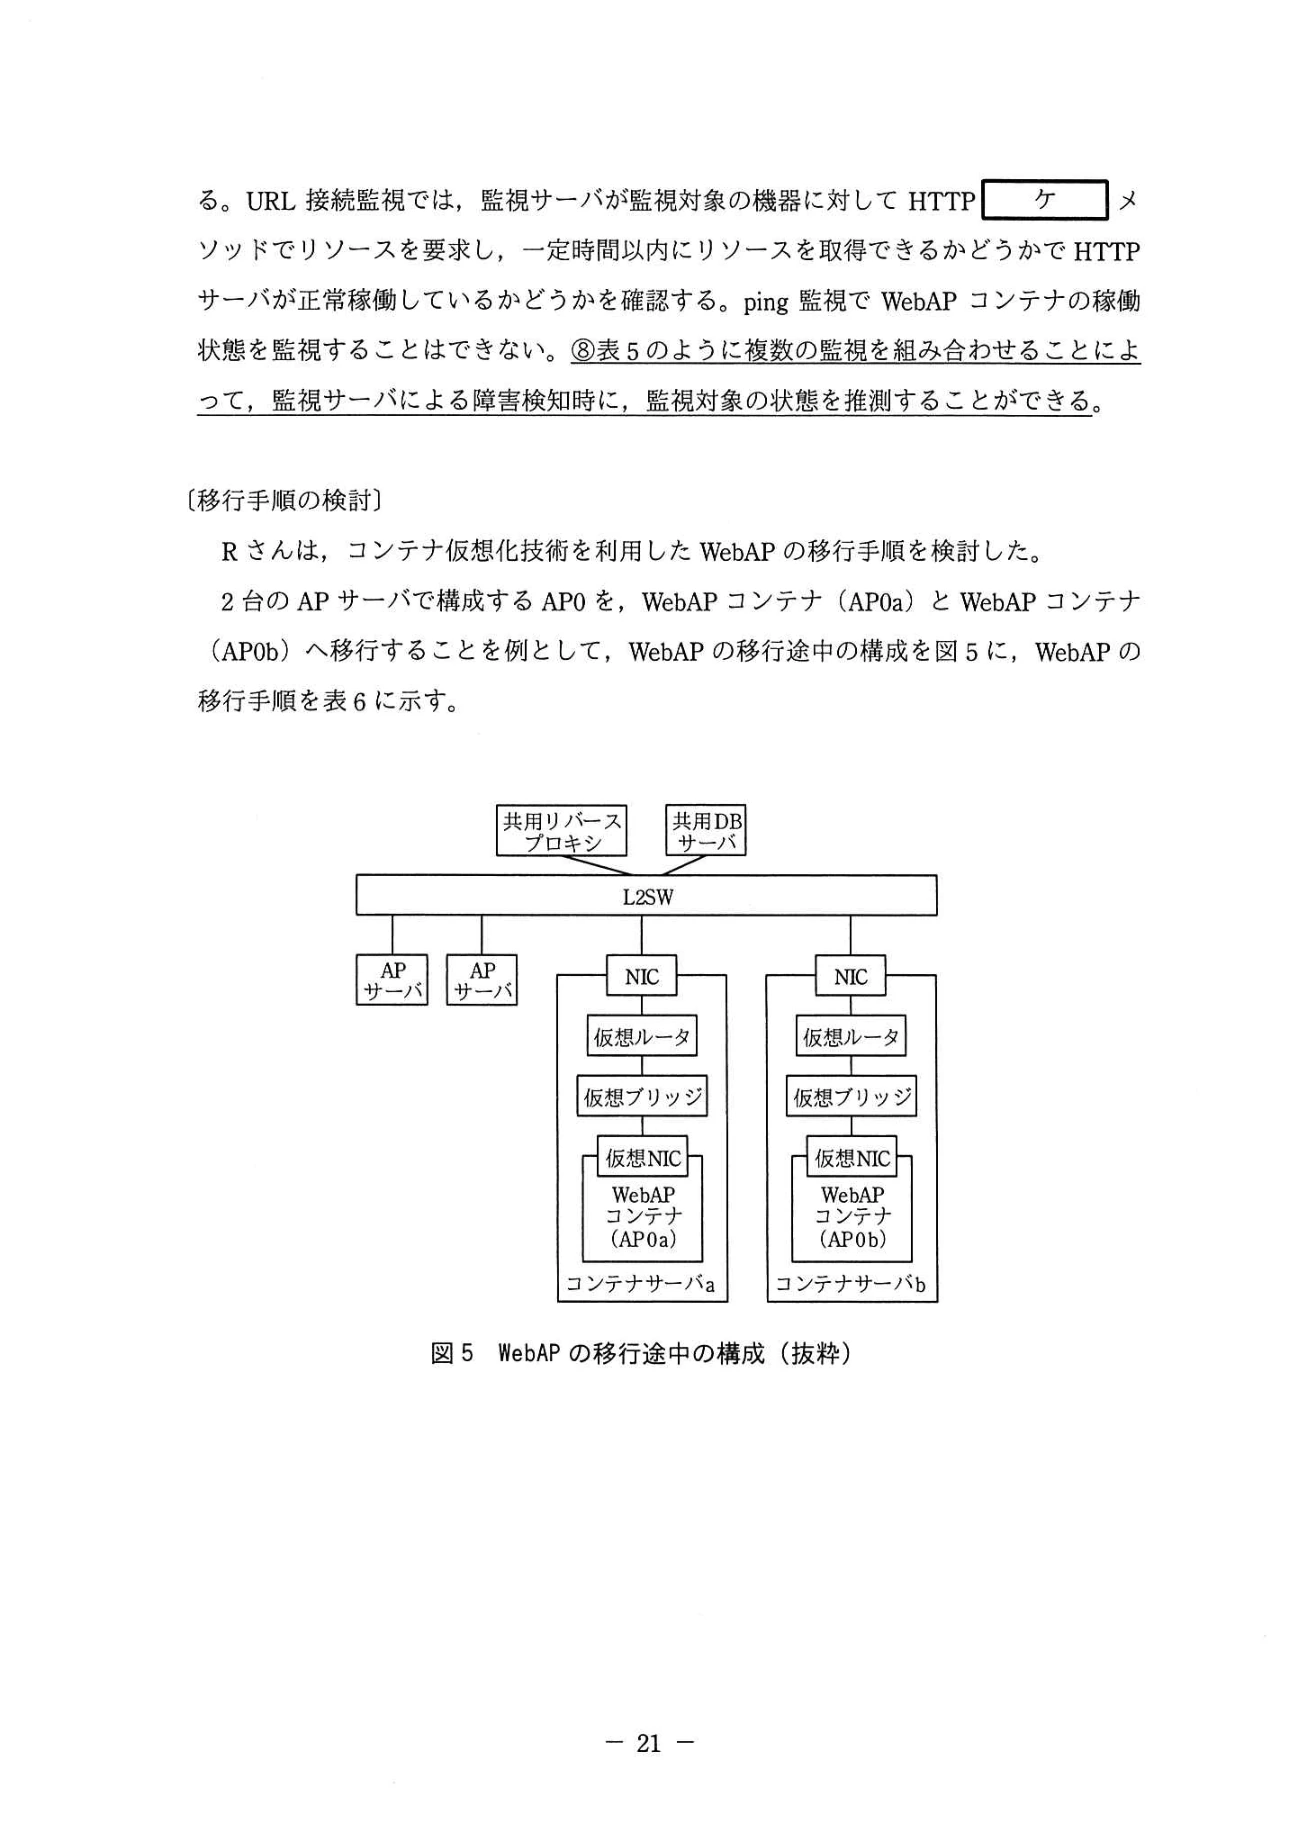 る。URL 接続監視では，監視サーバが監視対象の機器に対して HTTP ケ メ
ソッドでリソースを要求し，一定時間以内にリソースを取得できるかどうかで HTTP
サーバが正常稼働しているかどうかを確認する。ping 監視で WebAP コンテナの稼働
状態を監視することはできない。⑧表 5 のように複数の監視を組み合わせることによ
って，監視サーバによる障害検知時に，監視対象の状態を推測することができる。
〔移行手順の検討〕
R さんは，コンテナ仮想化技術を利用した WebAP の移行手順を検討した。
2 台の AP サーバで構成する AP0 を，WebAP コンテナ（AP0a）と WebAP コンテナ
（AP0b）へ移行することを例として，WebAP の移行途中の構成を図 5 に，WebAP の
移行手順を表 6 に示す。
共用リバース
プロキシ
共用DB
サーバ
L2SW
AP
サーバ
AP
サーバ
NIC
仮想ルータ
仮想ブリッジ
仮想NIC
WebAP
コンテナ
（AP0a）
コンテナサーバa
NIC
仮想ルータ
仮想ブリッジ
仮想NIC
WebAP
コンテナ
（AP0b）
コンテナサーバb
図 5 WebAP の移行途中の構成（抜粋）
－ 21 －